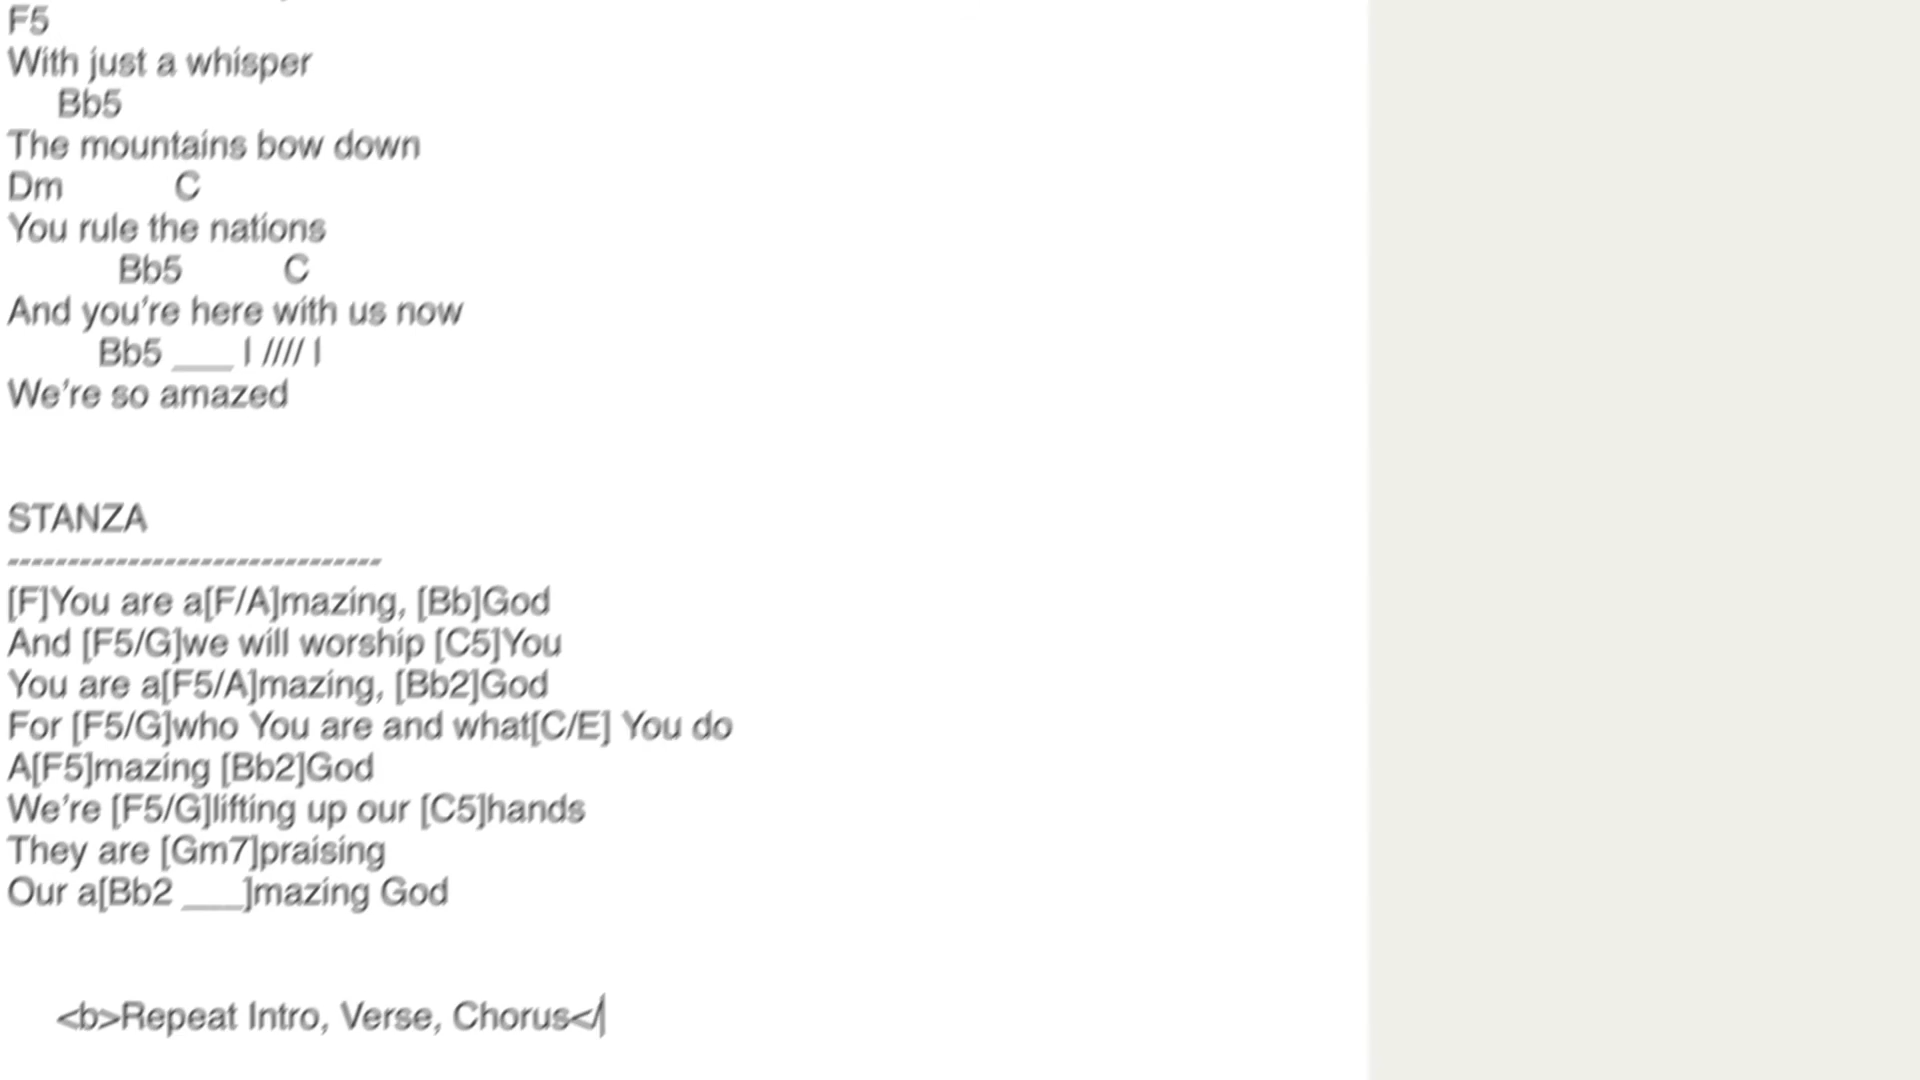 F5
With just a whisper
Bb5
The mountains bow down
Dm C
You rule the nations
Bb5 C
And you're here with us now
Bb5 ___ | //// |
We're so amazed
STANZA
-------------------------------
[F]You are a[F/A]mazing, [Bb]God
And [F5/G]we will worship [C5]You
You are a[F5/A]mazing, [Bb2]God
For [F5/G]who You are and what[C/E] You do
A[F5]mazing [Bb2]God
We're [F5/G]lifting up our [C5]hands
They are [Gm7]praising
Our a[Bb2 ___]mazing God
<b>Repeat Intro, Verse, Chorus</